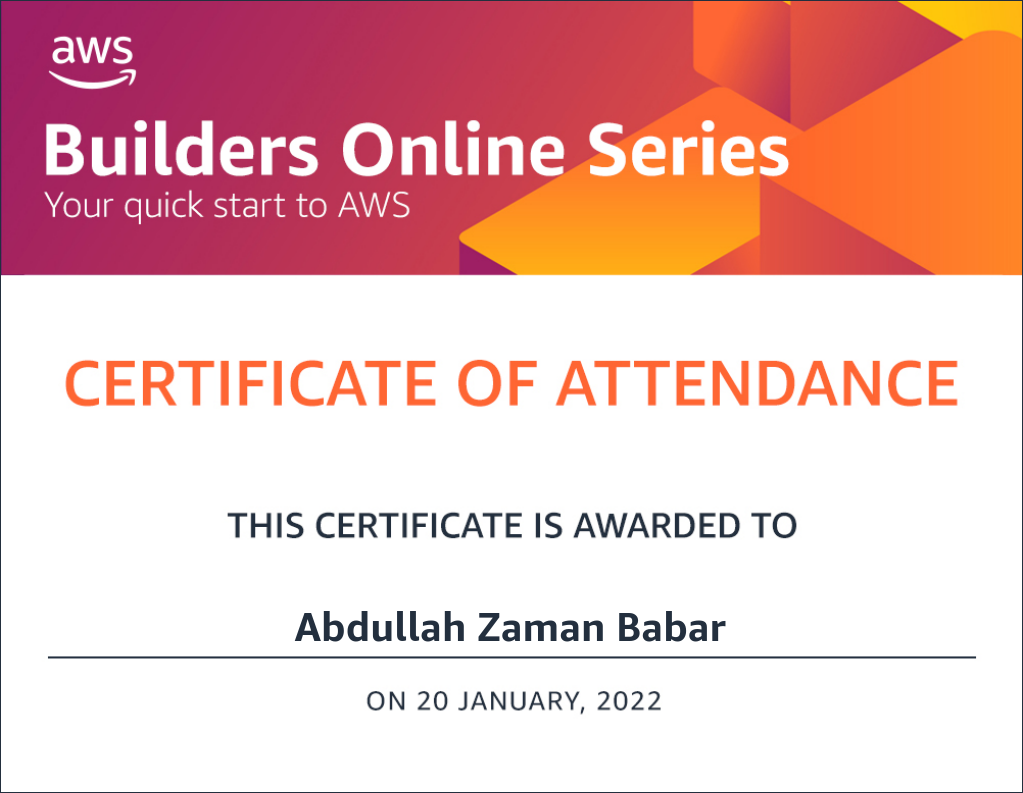 aws
Builders Online Series
Your quick start to AWS
CERTIFICATE OF ATTENDANCE
THIS CERTIFICATE IS AWARDED TO
Abdullah Zaman Babar
ON 20 JANUARY, 2022